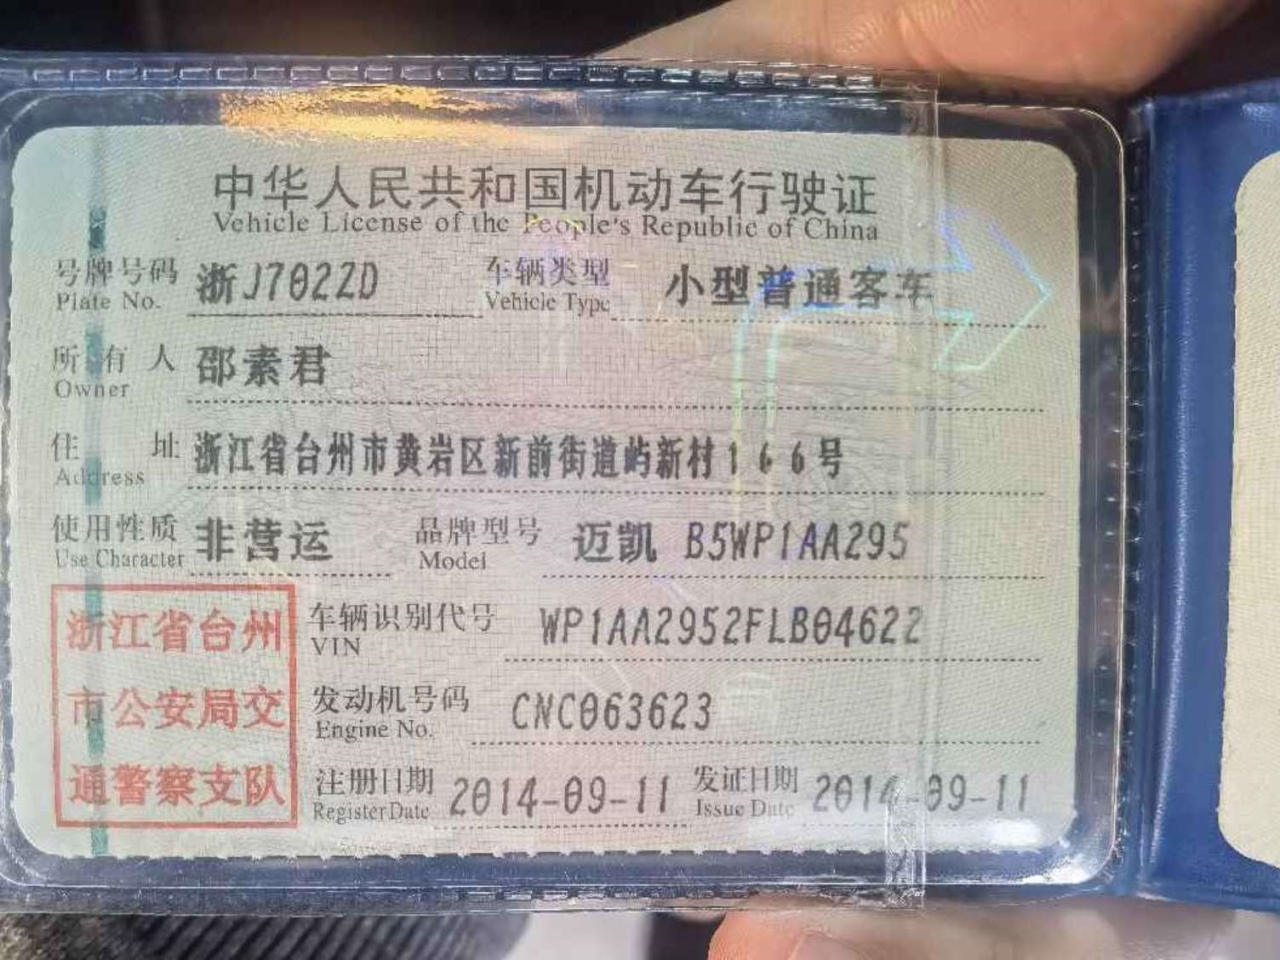 中华人民共和国机动车行驶证
Vehicle License of the People's Republic of China
号牌号码 浙J7022D 车辆类型 小型普通客车
Plate No. Vehicle Type
所有人 邵素君
Owner
住址 浙江省台州市黄岩区新前街道屿新村166号
Address
使用性质 非营运 品牌型号 迈凯 B5WP1AA295
Use Character Model
浙江省台州
市公安局交
通警察支队
车辆识别代号 WP1AA2952FLB04622
VIN
发动机号码 CNC063623
Engine No.
注册日期 2014-09-11 发证日期 2014-09-11
Register Date Issue Date